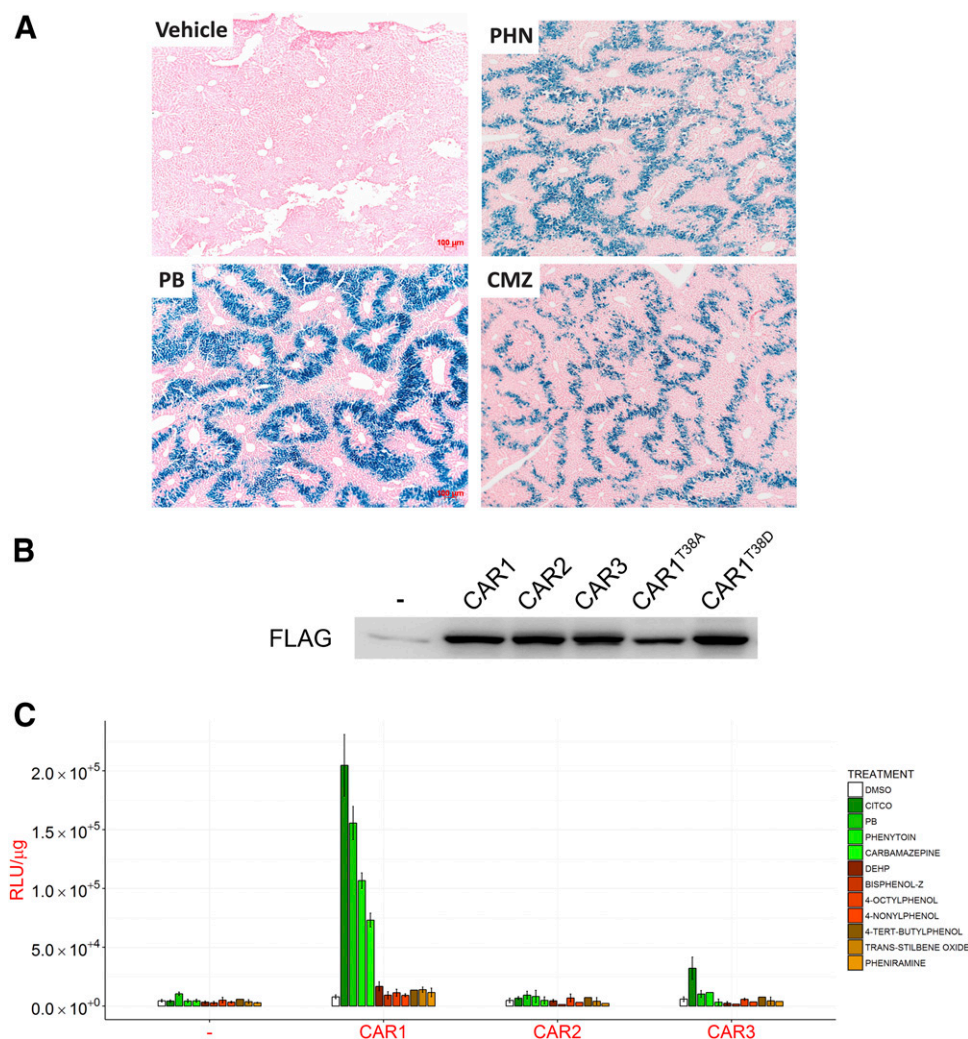 A
Vehicle
100 µm
PHN
PB
100 µm
CMZ
B
- CAR1 CAR2 CAR3 CAR1T38A CAR1T38D
FLAG
C
RLU/µg
2.0 × 10+5
1.5 × 10+5
1.0 × 10+5
5.0 × 10+4
0.0 × 10+0
- CAR1 CAR2 CAR3
TREATMENT
DMSO
CITCO
PB
PHENYTOIN
CARBAMAZEPINE
DEHP
BISPHENOL-Z
4-OCTYLPHENOL
4-NONYLPHENOL
4-TERT-BUTYLPHENOL
TRANS-STILBENE OXIDE
PHENIRAMINE